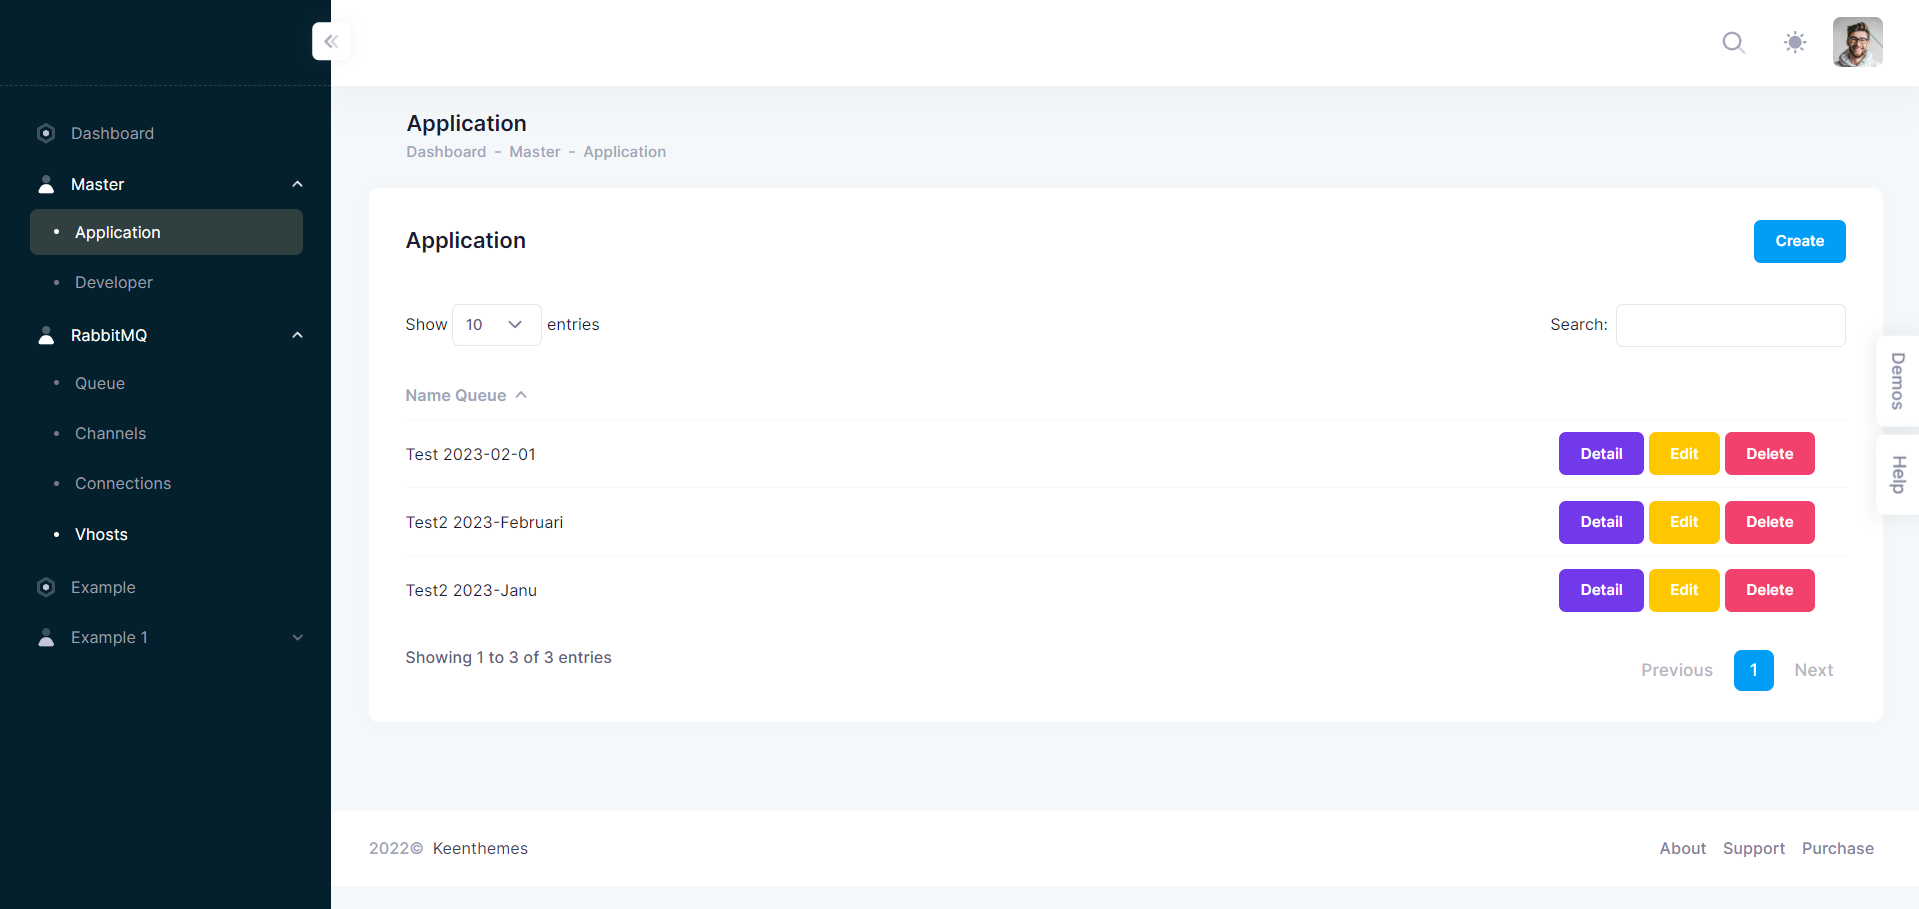 Dashboard
Master
Application
Developer
RabbitMQ
Queue
Channels
Connections
Vhosts
Example
Example 1
Application
Dashboard - Master - Application
Application
Create
Show 10 entries
Search:
Name Queue
Test 2023-02-01 Detail Edit Delete
Test2 2023-Februari Detail Edit Delete
Test2 2023-Janu Detail Edit Delete
Showing 1 to 3 of 3 entries
Previous 1 Next
Demos
Help
2022© Keenthemes
About Support Purchase